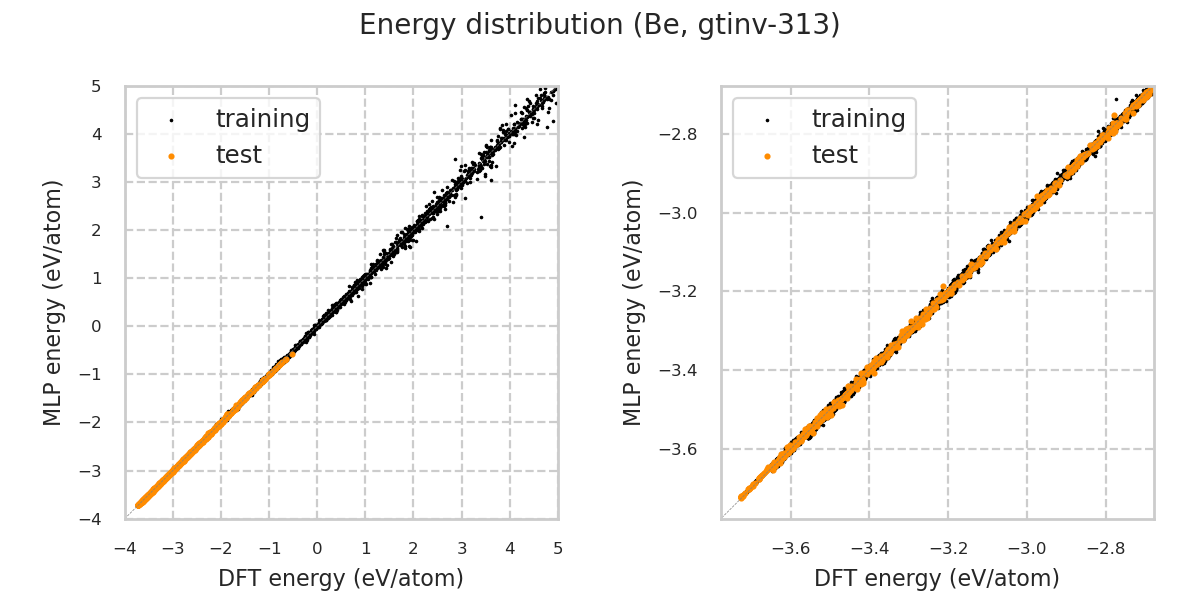 Energy distribution (Be, gtinv-313)
training
test
5
4
3
2
1
0
−1
−2
−3
−4
MLP energy (eV/atom)
−4 −3 −2 −1 0 1 2 3 4 5
DFT energy (eV/atom)
training
test
−2.8
−3.0
−3.2
−3.4
−3.6
MLP energy (eV/atom)
−3.6 −3.4 −3.2 −3.0 −2.8
DFT energy (eV/atom)